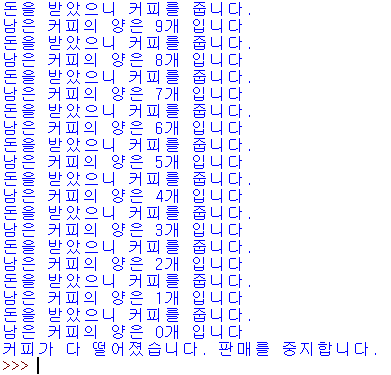 돈을 받았으니 커피를 줍니다.
남은 커피의 양은 9개 입니다
돈을 받았으니 커피를 줍니다.
남은 커피의 양은 8개 입니다
돈을 받았으니 커피를 줍니다.
남은 커피의 양은 7개 입니다
돈을 받았으니 커피를 줍니다.
남은 커피의 양은 6개 입니다
돈을 받았으니 커피를 줍니다.
남은 커피의 양은 5개 입니다
돈을 받았으니 커피를 줍니다.
남은 커피의 양은 4개 입니다
돈을 받았으니 커피를 줍니다.
남은 커피의 양은 3개 입니다
돈을 받았으니 커피를 줍니다.
남은 커피의 양은 2개 입니다
돈을 받았으니 커피를 줍니다.
남은 커피의 양은 1개 입니다
돈을 받았으니 커피를 줍니다.
남은 커피의 양은 0개 입니다
커피가 다 떨어졌습니다. 판매를 중지합니다.
>>>